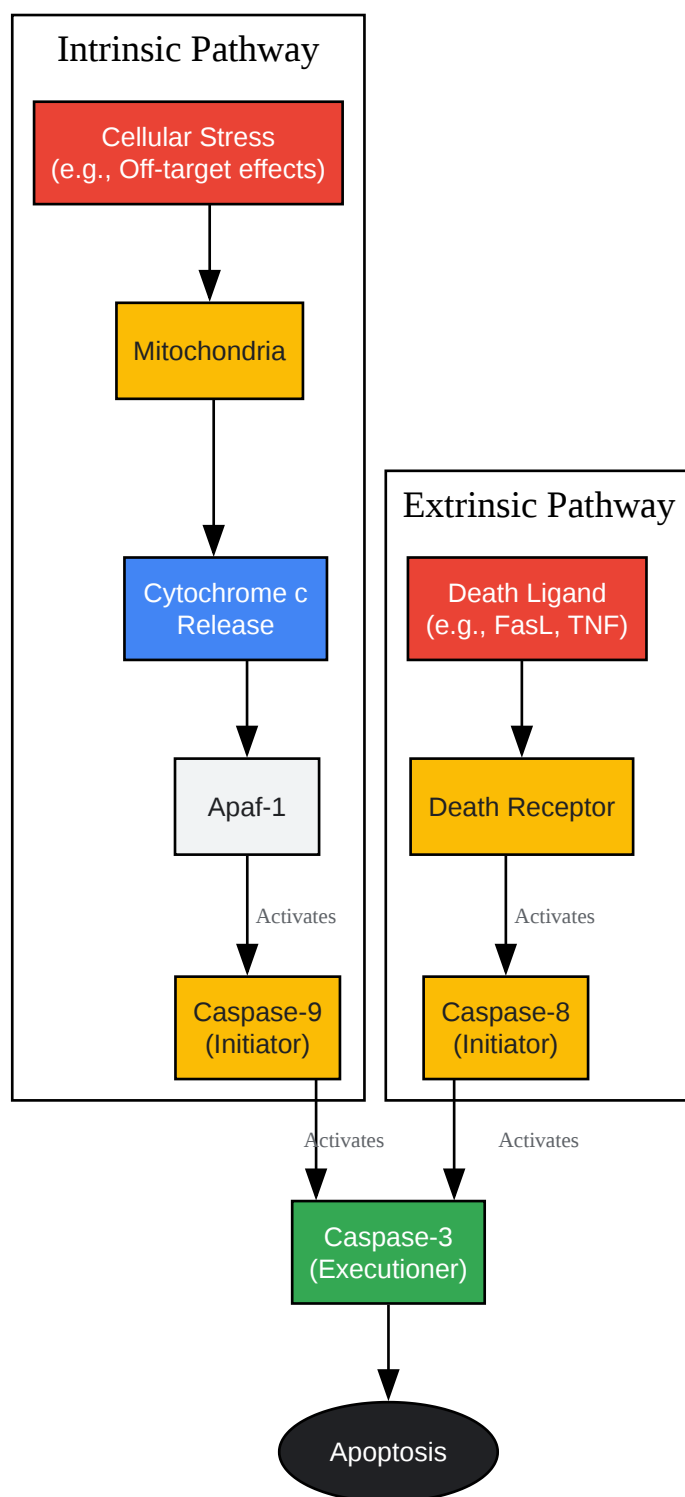 Intrinsic Pathway
Cellular Stress
(e.g., Off-target effects)
Mitochondria
Cytochrome c
Release
Apaf-1
Activates
Caspase-9
(Initiator)
Extrinsic Pathway
Death Ligand
(e.g., FasL, TNF)
Death Receptor
Activates
Caspase-8
(Initiator)
Activates
Activates
Caspase-3
(Executioner)
Apoptosis